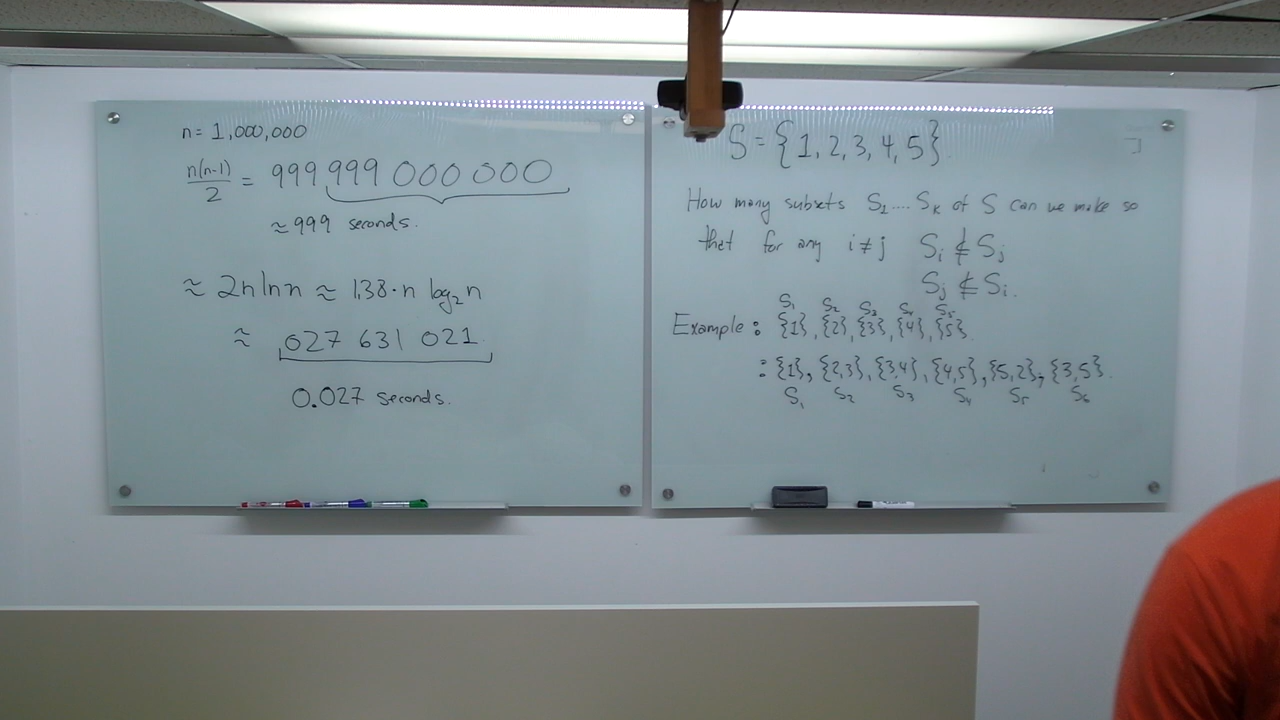 n = 1,000,000
n(n-1)/2 = 999 999 000 000 000
≈ 999 seconds.
≈ 2n ln n ≈ 1.38·n log₂n
≈ 027 631 021.
0.027 seconds.
S = {1, 2, 3, 4, 5}.
How many subsets S₁....Sₖ of S can we make so
that for any i ≠ j Sᵢ ⊈ Sⱼ
Sⱼ ⊈ Sᵢ.
S₁ S₂ S₃ S₄ S₅
Example: {1}, {2}, {3}, {4}, {5}.
: {1}, {2,3}, {3,4}, {4,5}, {5,2}, {3,5}.
S₁ S₂ S₃ S₄ S₅ S₆